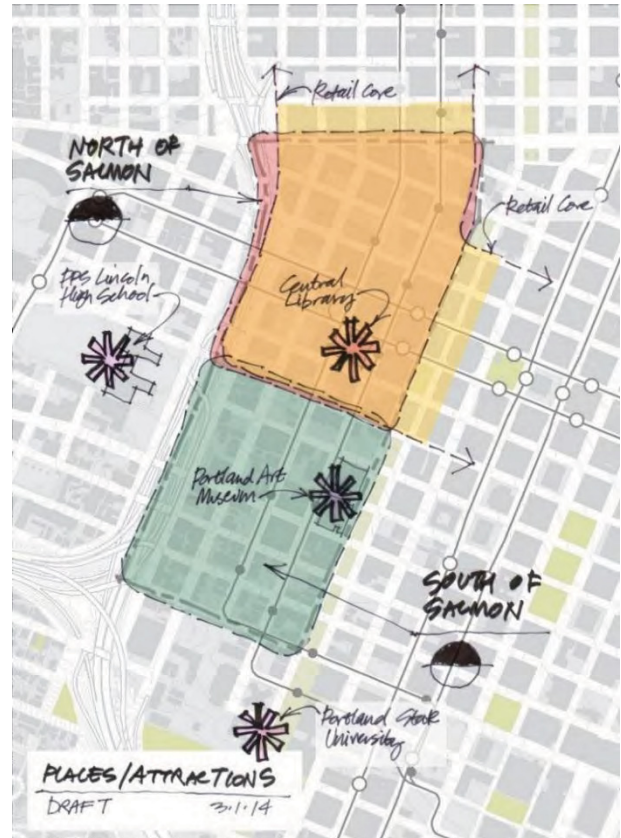 Retail Core
NORTH OF
SALMON
Retail Core
PPS Lincoln
High School
Central
Library
Portland Art
Museum
SOUTH OF
SALMON
Portland State
University
PLACES/ATTRACTIONS
DRAFT 3.1.14